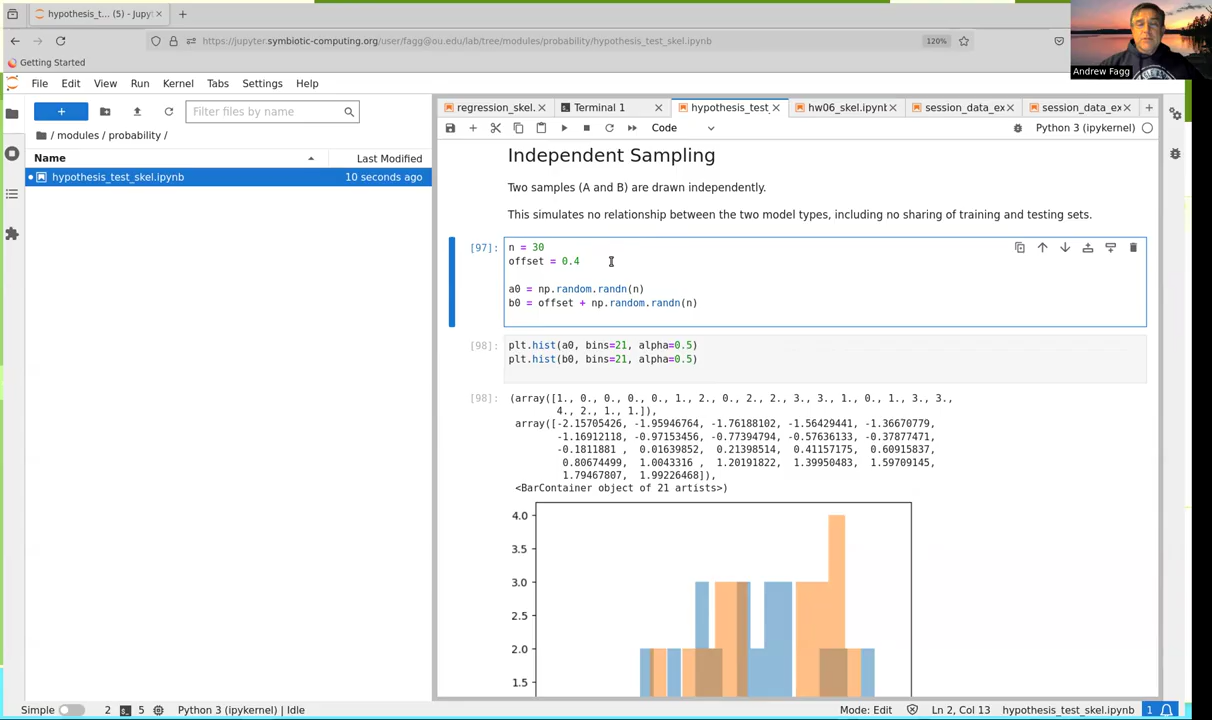 hypothesis_t... (5) - Jupyt
https://jupyter.symbiotic-computing.org/user/fagg@ou.edu/lab/tree/modules/probability/hypothesis_test_skel.ipynb
120%
Getting Started
Andrew Fagg
File Edit View Run Kernel Tabs Settings Help
Filter files by name
/ modules / probability /
Name Last Modified
hypothesis_test_skel.ipynb 10 seconds ago
regression_skel. Terminal 1 hypothesis_test hw06_skel.ipynt session_data_ex session_data_ex
Code Python 3 (ipykernel)
Independent Sampling
Two samples (A and B) are drawn independently.
This simulates no relationship between the two model types, including no sharing of training and testing sets.
[97]: n = 30
offset = 0.4
a0 = np.random.randn(n)
b0 = offset + np.random.randn(n)
[98]: plt.hist(a0, bins=21, alpha=0.5)
plt.hist(b0, bins=21, alpha=0.5)
[98]: (array([1., 0., 0., 0., 0., 1., 2., 0., 2., 2., 3., 3., 1., 0., 1., 3., 3.,
4., 2., 1., 1.]),
array([-2.15705426, -1.95946764, -1.76188102, -1.56429441, -1.36670779,
-1.16912118, -0.97153456, -0.77394794, -0.57636133, -0.37877471,
-0.1811881 , 0.01639852, 0.21398514, 0.41157175, 0.60915837,
0.80674499, 1.0043316 , 1.20191822, 1.39950483, 1.59709145,
1.79467807, 1.99226468]),
<BarContainer object of 21 artists>)
4.0
3.5
3.0
2.5
2.0
1.5
Simple 2 5 Python 3 (ipykernel) | Idle Mode: Edit Ln 2, Col 13 hypothesis_test_skel.ipynb 1